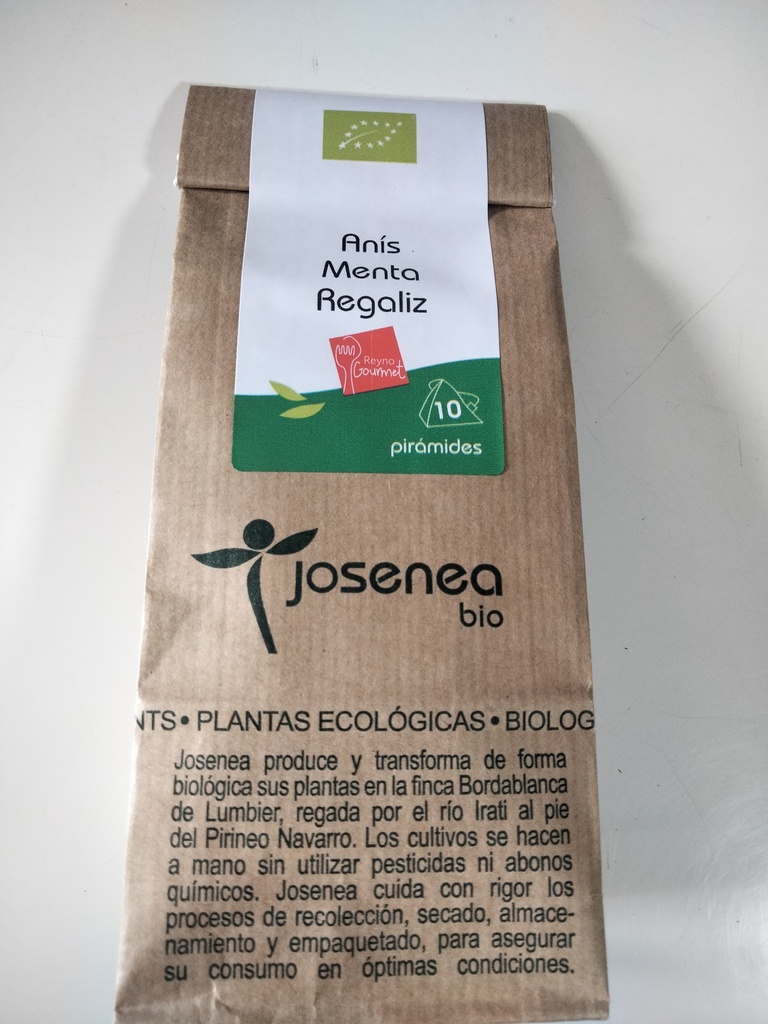 Anís
Menta
Regaliz
Reyno
Gourmet
10
pirámides
josenea
bio
NTS • PLANTAS ECOLÓGICAS • BIOLOG
Josenea produce y transforma de forma
biológica sus plantas en la finca Bordablanca
de Lumbier, regada por el río Irati al pie
del Pirineo Navarro. Los cultivos se hacen
a mano sin utilizar pesticidas ni abonos
químicos. Josenea cuida con rigor los
procesos de recolección, secado, almace-
namiento y empaquetado, para asegurar
su consumo en óptimas condiciones.